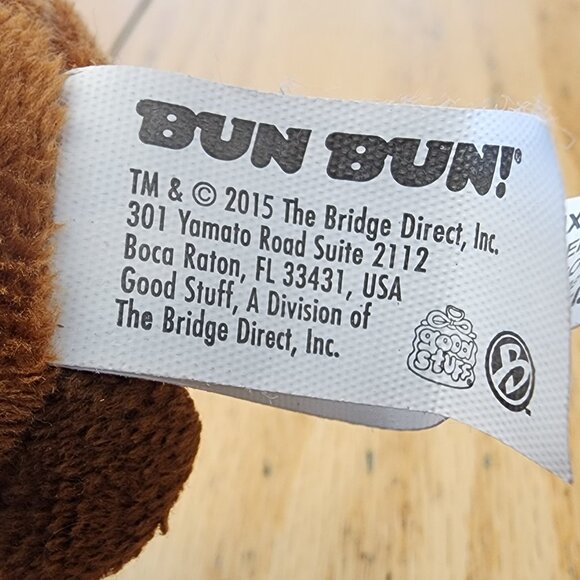 BUN BUN!®
TM & © 2015 The Bridge Direct, Inc.
301 Yamato Road Suite 2112
Boca Raton, FL 33431, USA
Good Stuff, A Division of
The Bridge Direct, Inc.
good
stuff
B